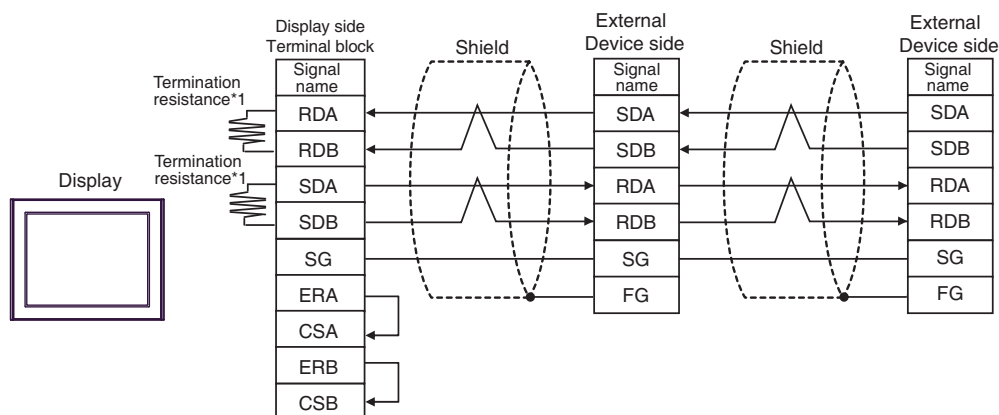 Display side
Terminal block
Shield
External
Device side
Shield
External
Device side
Signal
name
Signal
name
Signal
name
Termination
resistance*1
RDA
SDA
SDA
RDB
SDB
SDB
Termination
resistance*1
SDA
RDA
RDA
Display
SDB
RDB
RDB
SG
SG
SG
ERA
FG
FG
CSA
ERB
CSB